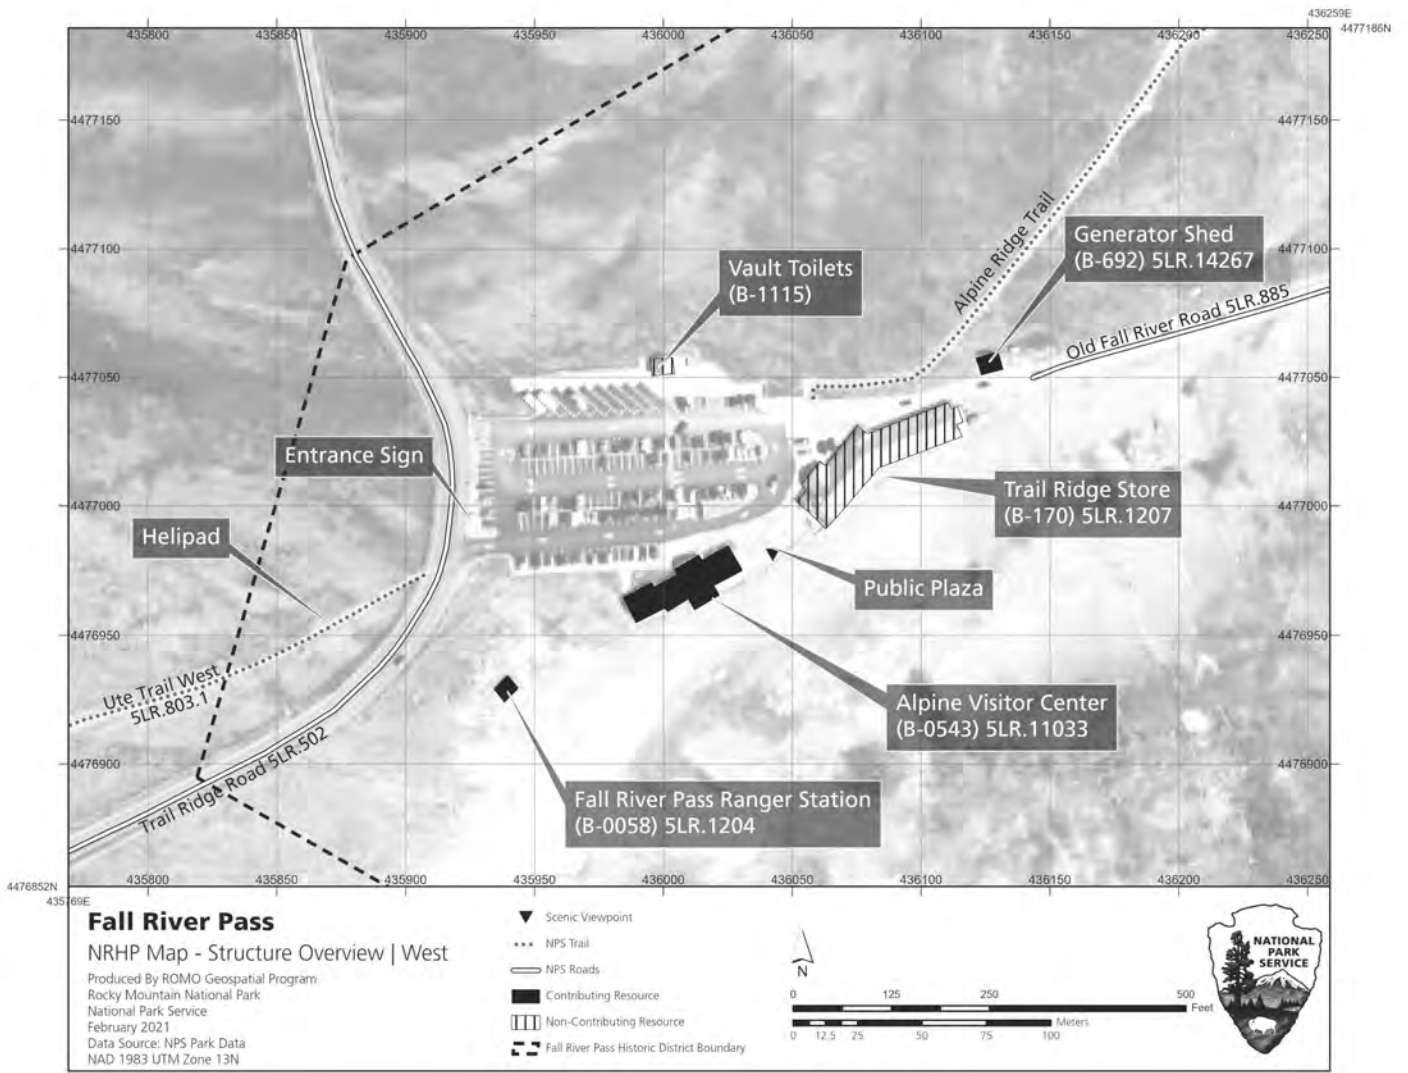 436259E
435800 435850 435900 435950 436000 436050 436100 436150 436200 436250 4477186N
4477150 4477150
Alpine Ridge Trail
Generator Shed
(B-692) 5LR.14267
4477100 4477100
Vault Toilets
(B-1115)
Old Fall River Road 5LR.885
4477050 4477050
Entrance Sign
Trail Ridge Store
(B-170) 5LR.1207
4477000 4477000
Helipad
Public Plaza
4476950 4476950
Ute Trail West
5LR.803.1
Alpine Visitor Center
(B-0543) 5LR.11033
4476900 4476900
Trail Ridge Road 5LR.502
Fall River Pass Ranger Station
(B-0058) 5LR.1204
4476852N 435800 435850 435900 435950 436000 436050 436100 436150 436200 436250
435769E
Fall River Pass
NRHP Map - Structure Overview | West
Produced By ROMO Geospatial Program
Rocky Mountain National Park
National Park Service
February 2021
Data Source: NPS Park Data
NAD 1983 UTM Zone 13N
Scenic Viewpoint
NPS Trail
NPS Roads
Contributing Resource
Non-Contributing Resource
Fall River Pass Historic District Boundary
N
0 125 250 500
Feet
Meters
0 12.5 25 50 75 100
NATIONAL
PARK
SERVICE